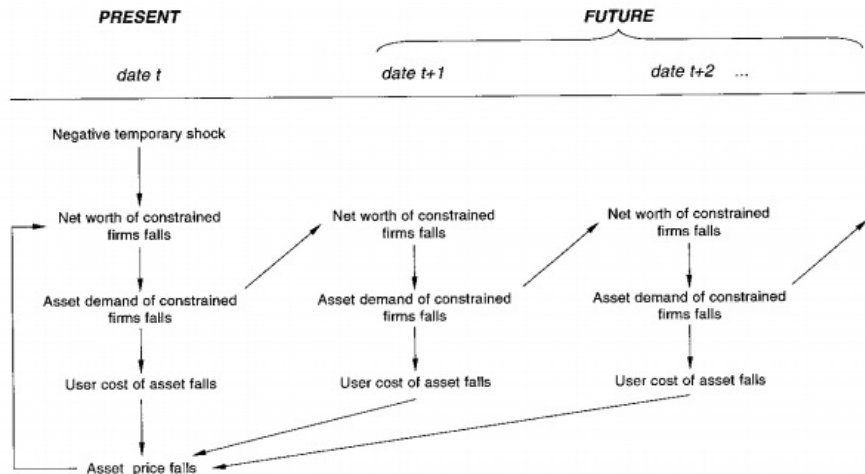 PRESENT
FUTURE
date t
date t+1
date t+2 ...
Negative temporary shock
Net worth of constrained
firms falls
Net worth of constrained
firms falls
Net worth of constrained
firms falls
Asset demand of constrained
firms falls
Asset demand of constrained
firms falls
Asset demand of constrained
firms falls
User cost of asset falls
User cost of asset falls
User cost of asset falls
Asset price falls